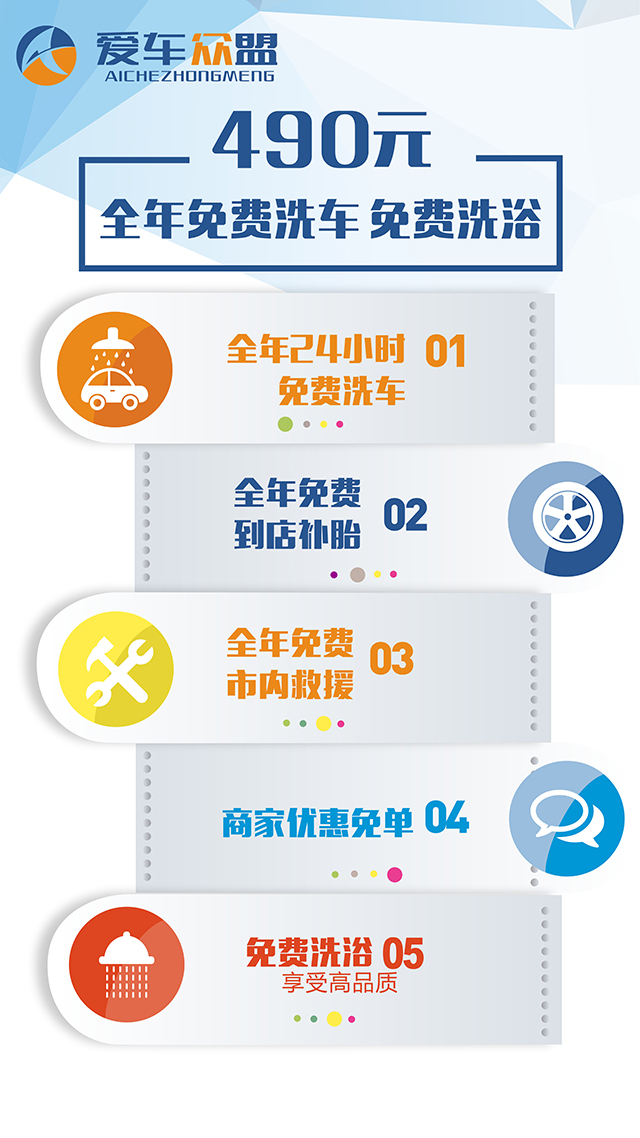 爱车众盟
AICHEZHONGMENG
490元
全年免费洗车 免费洗浴
全年24小时 01
免费洗车
全年免费 02
到店补胎
全年免费 03
市内救援
商家优惠免单 04
免费洗浴 05
享受高品质